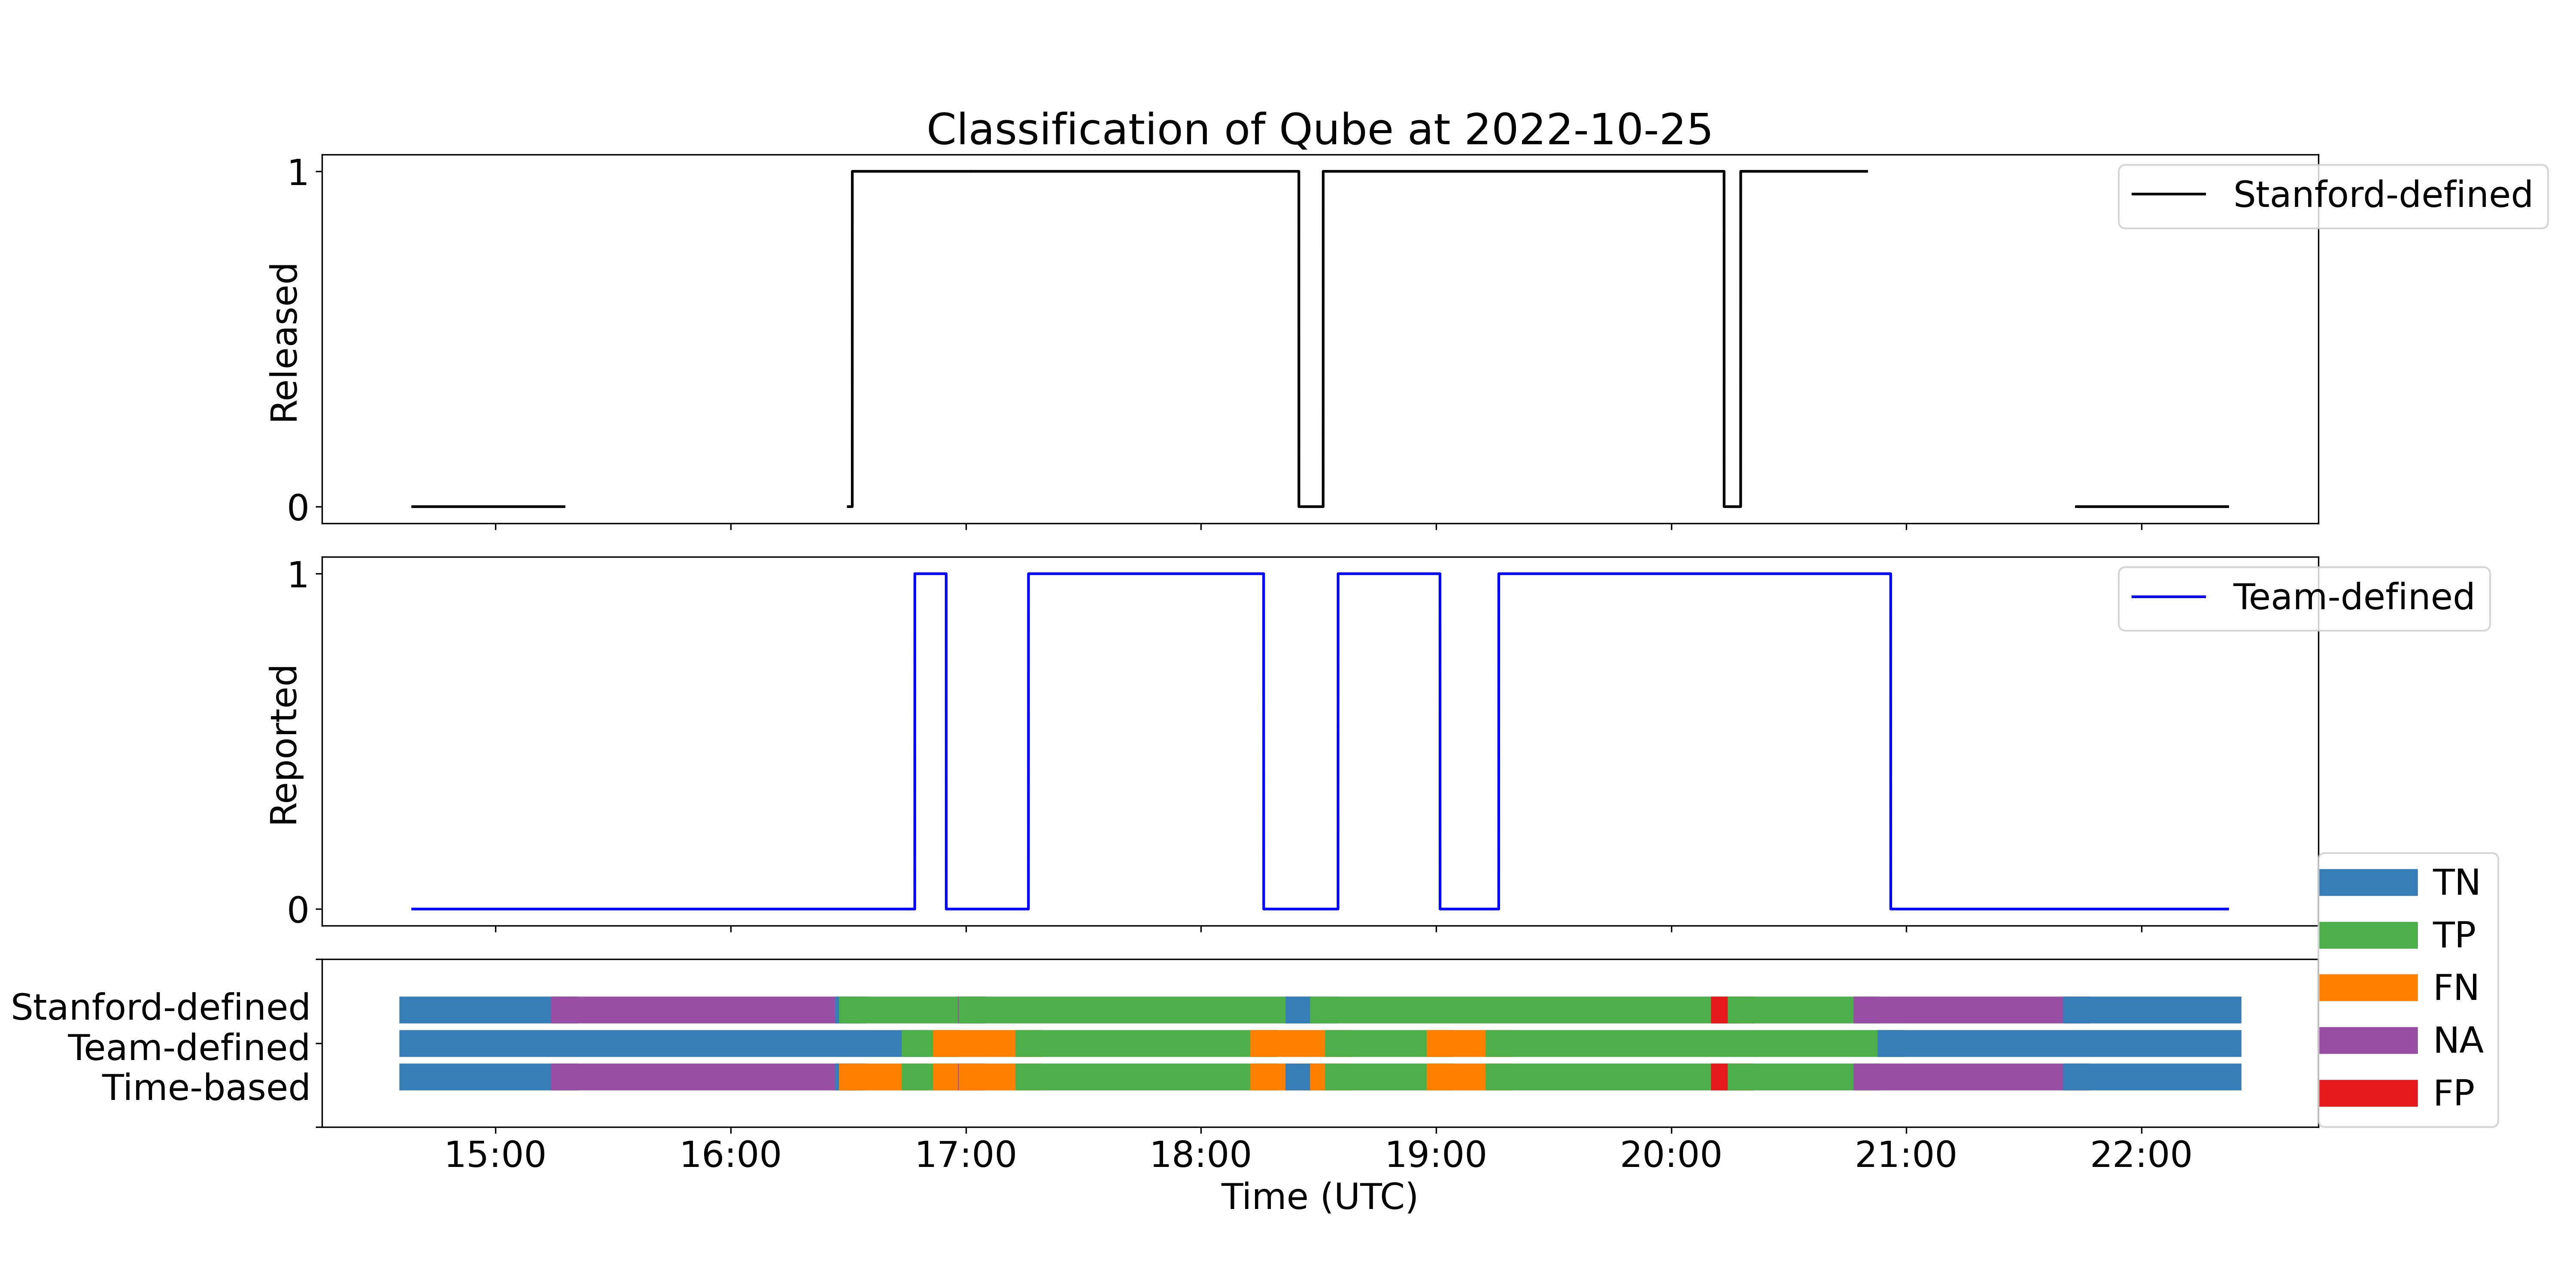 Classification of Qube at 2022-10-25
1
0
Released
Stanford-defined
1
0
Reported
Team-defined
TN
TP
FN
NA
FP
Stanford-defined
Team-defined
Time-based
15:00 16:00 17:00 18:00 19:00 20:00 21:00 22:00
Time (UTC)